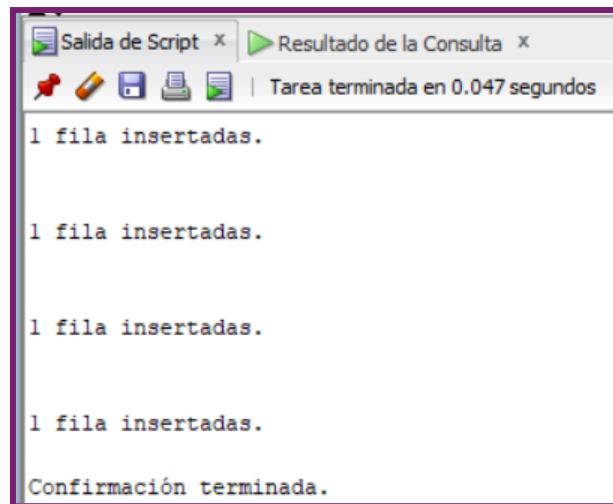 Salida de Script x Resultado de la Consulta x
Tarea terminada en 0.047 segundos
1 fila insertadas.
1 fila insertadas.
1 fila insertadas.
1 fila insertadas.
Confirmación terminada.